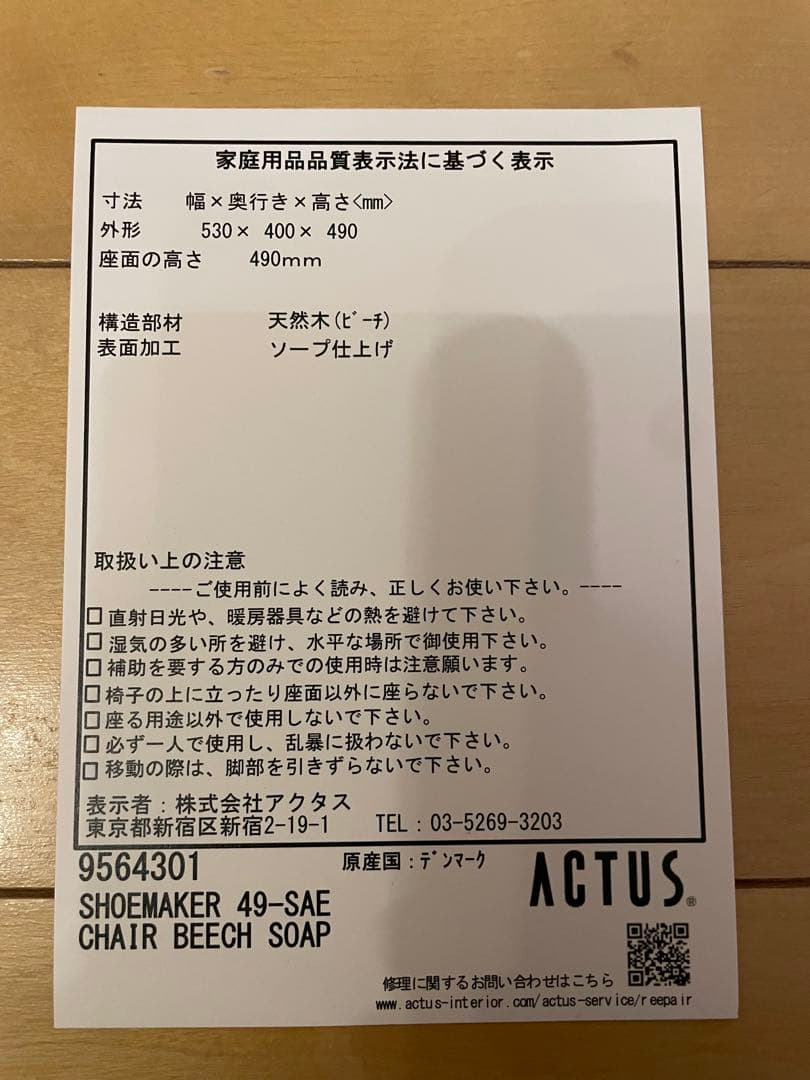 家庭用品品質表示法に基づく表示
寸法 幅×奥行き×高さ<mm>
外形 530× 400× 490
座面の高さ 490mm
構造部材 天然木(ﾋﾞｰﾁ)
表面加工 ソープ仕上げ
取扱い上の注意
----ご使用前によく読み、正しくお使い下さい。----
□直射日光や、暖房器具などの熱を避けて下さい。
□湿気の多い所を避け、水平な場所で御使用下さい。
□補助を要する方のみでの使用時は注意願います。
□椅子の上に立ったり座面以外に座らないで下さい。
□座る用途以外で使用しないで下さい。
□必ず一人で使用し、乱暴に扱わないで下さい。
□移動の際は、脚部を引きずらないで下さい。
表示者：株式会社アクタス
東京都新宿区新宿2-19-1 TEL：03-5269-3203
9564301 原産国：ﾃﾞﾝﾏｰｸ ACTUS®
SHOEMAKER 49-SAE
CHAIR BEECH SOAP
修理に関するお問い合わせはこちら
www.actus-interior.com/actus-service/reepair